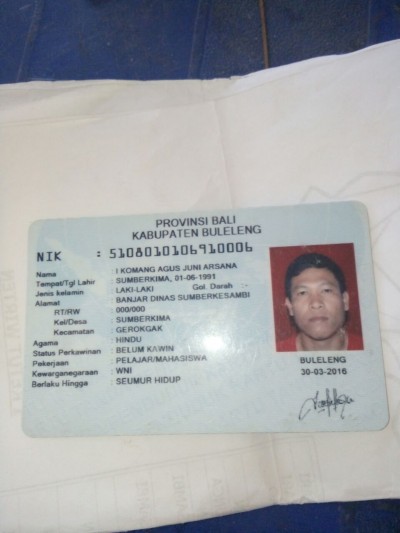 PROVINSI BALI
KABUPATEN BULELENG
NIK : 5108010106910006
Nama : I KOMANG AGUS JUNI ARSANA
Tempat/Tgl Lahir : SUMBERKIMA, 01-06-1991
Jenis kelamin : LAKI-LAKI Gol. Darah :-
Alamat : BANJAR DINAS SUMBERKESAMBI
RT/RW : 000/000
Kel/Desa : SUMBERKIMA
Kecamatan : GEROKGAK
Agama : HINDU
Status Perkawinan : BELUM KAWIN
Pekerjaan : PELAJAR/MAHASISWA
Kewarganegaraan : WNI
Berlaku Hingga : SEUMUR HIDUP
BULELENG
30-03-2016